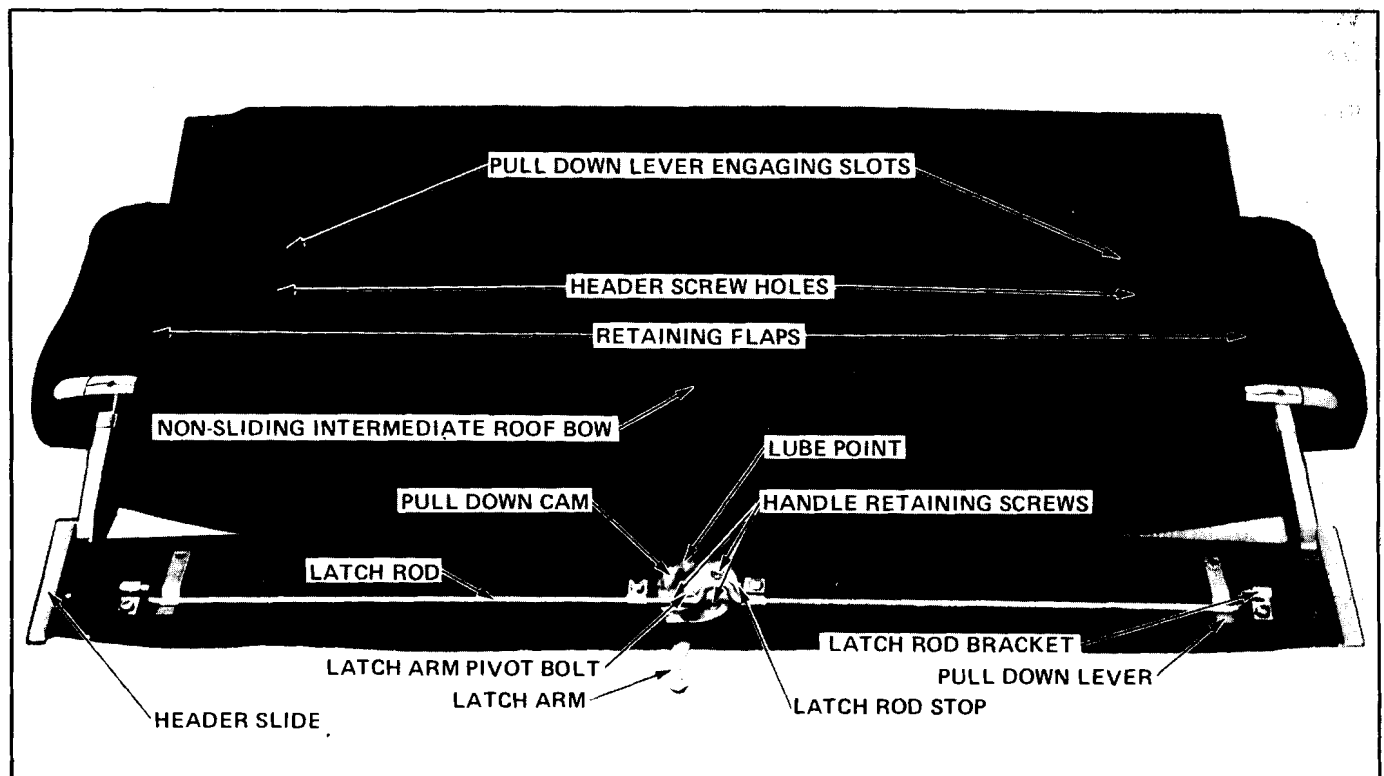 PULL DOWN LEVER ENGAGING SLOTS
HEADER SCREW HOLES
RETAINING FLAPS
NON-SLIDING INTERMEDIATE ROOF BOW
LUBE POINT
PULL DOWN CAM
HANDLE RETAINING SCREWS
LATCH ROD
LATCH ROD BRACKET
LATCH ARM PIVOT BOLT
PULL DOWN LEVER
LATCH ARM
LATCH ROD STOP
HEADER SLIDE